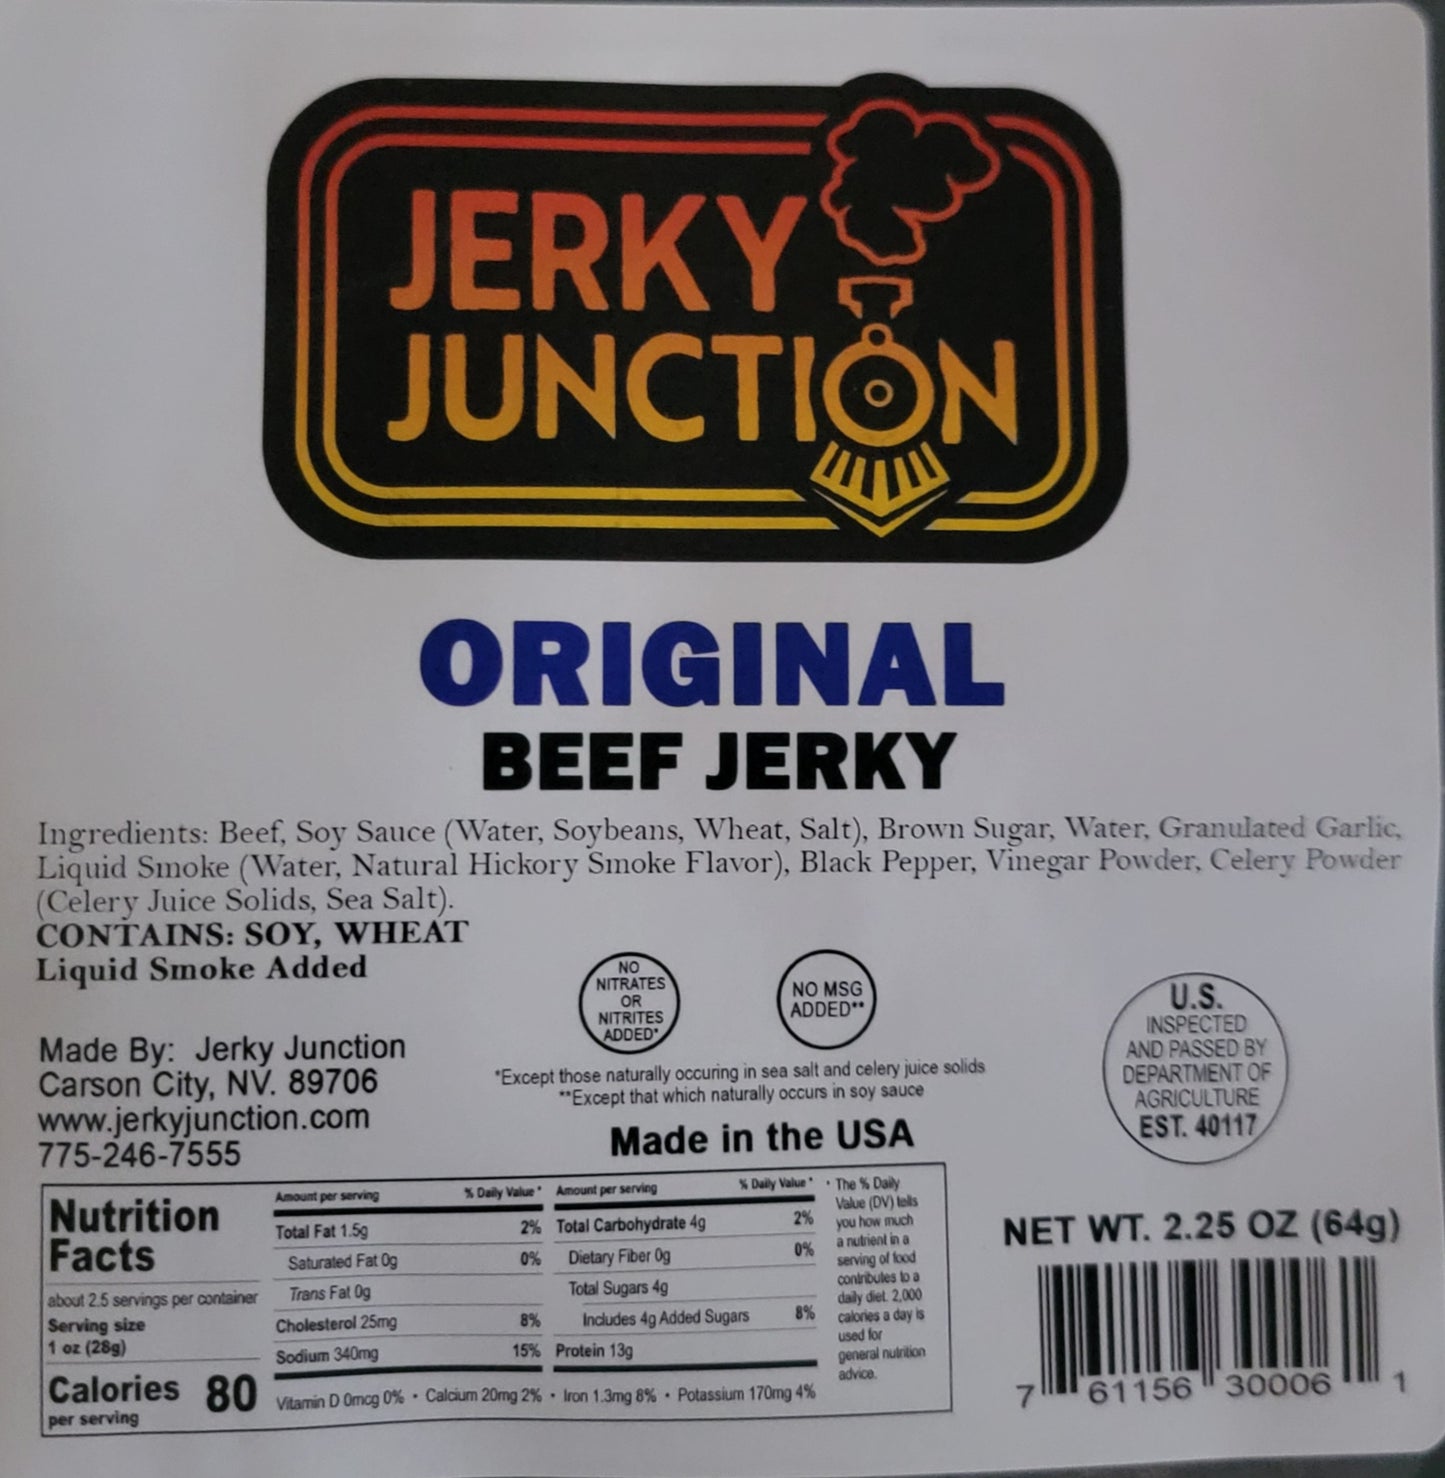 JERKY
JUNCTION
ORIGINAL
BEEF JERKY
Ingredients: Beef, Soy Sauce (Water, Soybeans, Wheat, Salt), Brown Sugar, Water, Granulated Garlic,
Liquid Smoke (Water, Natural Hickory Smoke Flavor), Black Pepper, Vinegar Powder, Celery Powder
(Celery Juice Solids, Sea Salt).
CONTAINS: SOY, WHEAT
Liquid Smoke Added
NO
NITRATES
OR
NITRITES
ADDED*
NO MSG
ADDED**
*Except those naturally occuring in sea salt and celery juice solids
**Except that which naturally occurs in soy sauce
Made in the USA
U.S.
INSPECTED
AND PASSED BY
DEPARTMENT OF
AGRICULTURE
EST. 40117
Made By: Jerky Junction
Carson City, NV. 89706
www.jerkyjunction.com
775-246-7555
Nutrition
Facts
about 2.5 servings per container
Serving size
1 oz (28g)
Calories 80
per serving
Amount per serving % Daily Value*
Total Fat 1.5g 2%
Saturated Fat 0g 0%
Trans Fat 0g
Cholesterol 25mg 8%
Sodium 340mg 15%
Amount per serving % Daily Value*
Total Carbohydrate 4g 2%
Dietary Fiber 0g 0%
Total Sugars 4g
Includes 4g Added Sugars 8%
Protein 13g
Vitamin D 0mcg 0% • Calcium 20mg 2% • Iron 1.3mg 8% • Potassium 170mg 4%
* The % Daily
Value (DV) tells
you how much
a nutrient in a
serving of food
contributes to a
daily diet. 2,000
calories a day is
used for
general nutrition
advice.
NET WT. 2.25 OZ (64g)
7 61156 30006 1